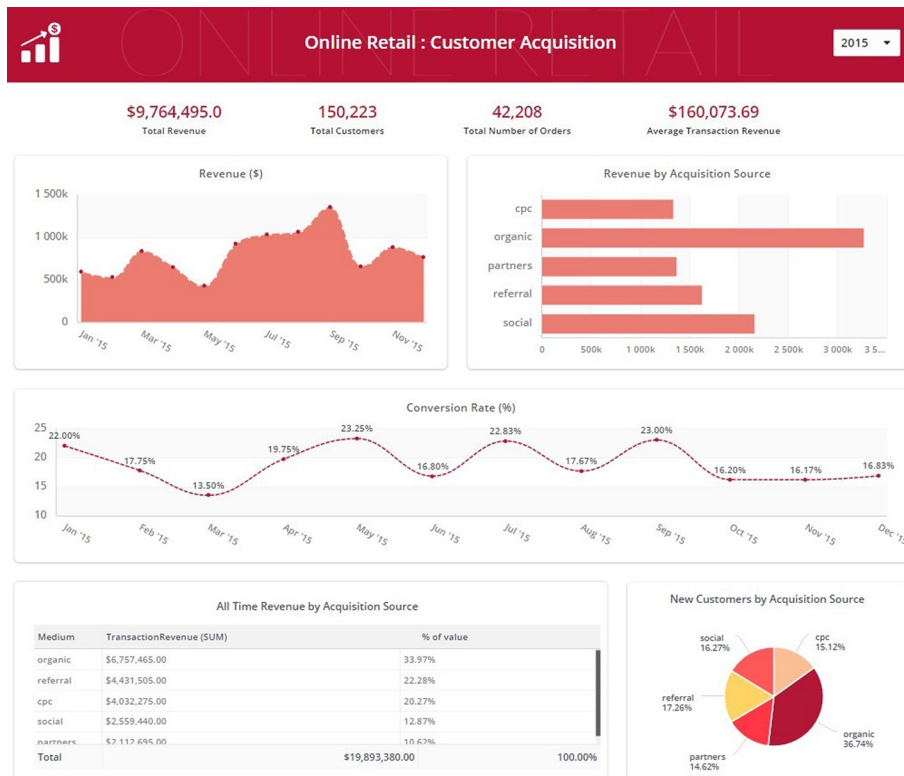 ONLINE RETAIL
Online Retail : Customer Acquisition
2015
$
$9,764,495.0 150,223 42,208 $160,073.69
Total Revenue Total Customers Total Number of Orders Average Transaction Revenue
Revenue ($)
1 500k
1 000k
500k
0
Jan '15 Mar '15 May '15 Jul '15 Sep '15 Nov '15
Revenue by Acquisition Source
cpc
organic
partners
referral
social
0 500k 1 000k 1 500k 2 000k 2 500k 3 000k 3 5...
Conversion Rate (%)
25
20
15
10
22.00% 17.75% 13.50% 19.75% 23.25% 16.80% 22.83% 17.67% 23.00% 16.20% 16.17% 16.83%
Jan '15 Feb '15 Mar '15 Apr '15 May '15 Jun '15 Jul '15 Aug '15 Sep '15 Oct '15 Nov '15 Dec '15
All Time Revenue by Acquisition Source
Medium TransactionRevenue (SUM) % of value
organic $6,757,465.00 33.97%
referral $4,431,505.00 22.28%
cpc $4,032,275.00 20.27%
social $2,559,440.00 12.87%
partners $2,112,695.00 10.62%
Total $19,893,380.00 100.00%
New Customers by Acquisition Source
social
16.27%
cpc
15.12%
referral
17.26%
organic
36.74%
partners
14.62%